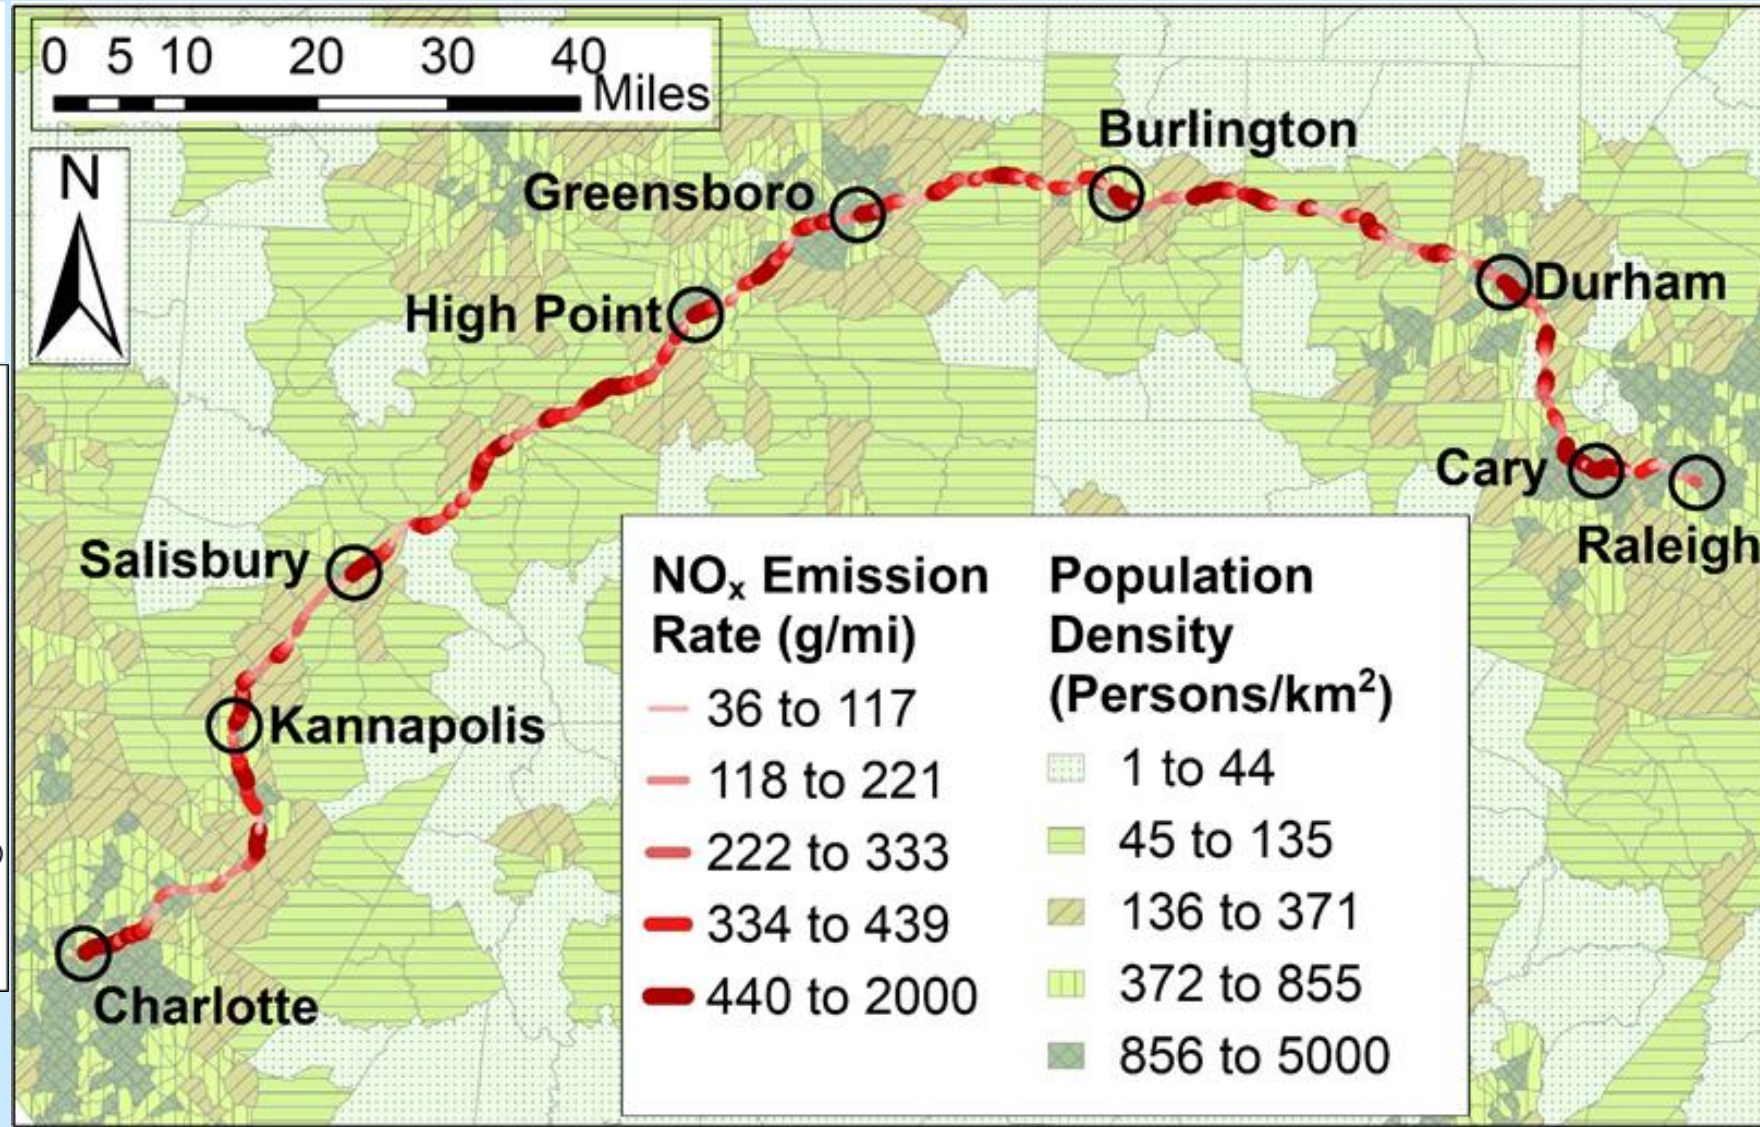 0 5 10 20 30 40
Miles
N
Burlington
Greensboro
Durham
High Point
Cary
Raleigh
Salisbury
Kannapolis
Charlotte
NOₓ Emission
Rate (g/mi)
36 to 117
118 to 221
222 to 333
334 to 439
440 to 2000
Population
Density
(Persons/km²)
1 to 44
45 to 135
136 to 371
372 to 855
856 to 5000